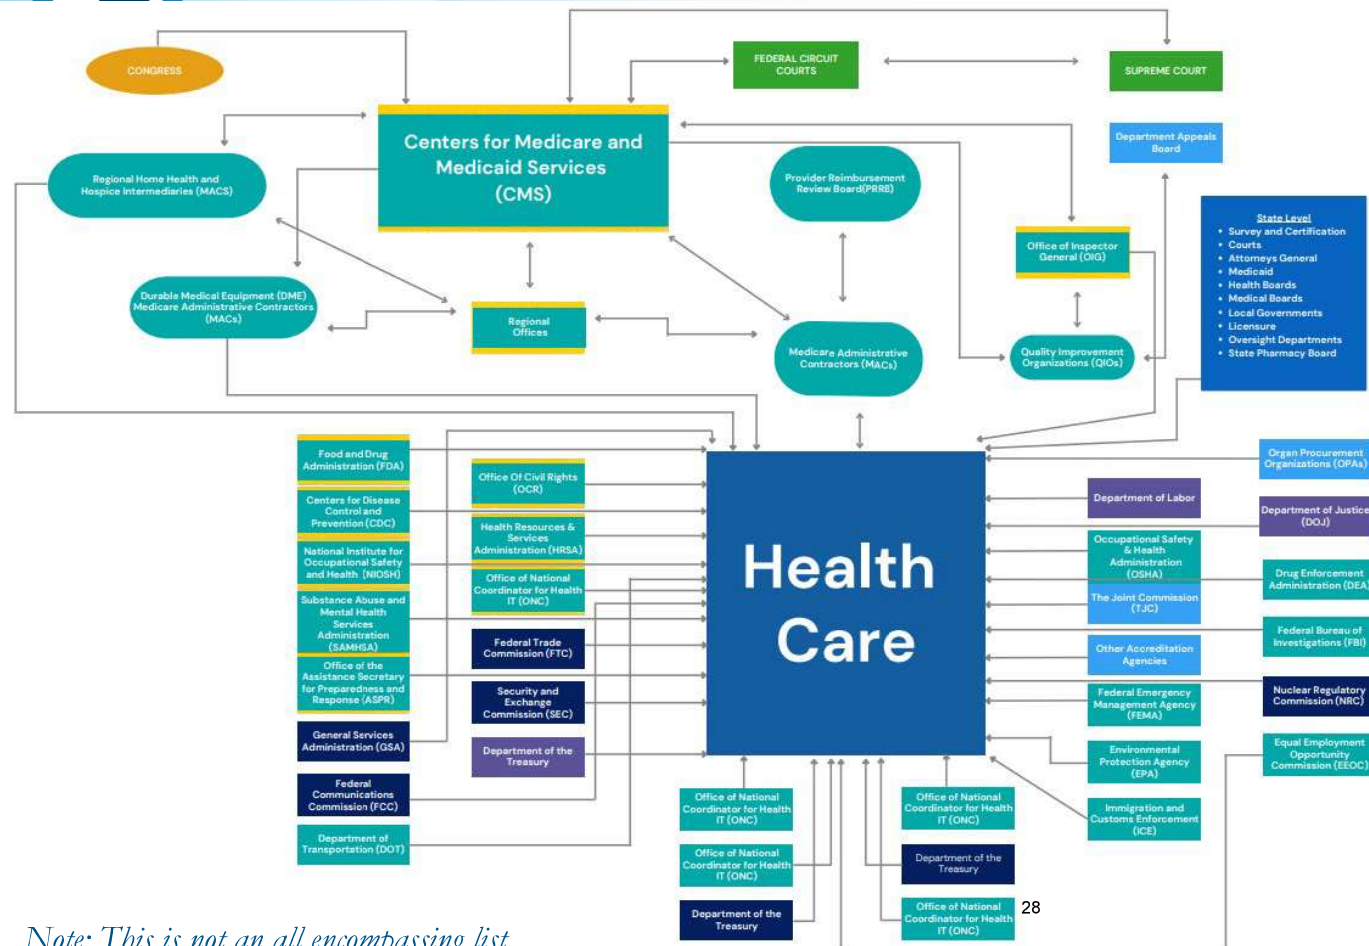 CONGRESS
FEDERAL CIRCUIT
COURTS
SUPREME COURT
Centers for Medicare and
Medicaid Services
(CMS)
Department Appeals
Board
Regional Home Health and
Hospice Intermediaries (MACS)
Provider Reimbursement
Review Board(PRRB)
State Level
• Survey and Certification
• Courts
• Attorneys General
• Medicaid
• Health Boards
• Medical Boards
• Local Governments
• Licensure
• Oversight Departments
• State Pharmacy Board
Office of Inspector
General (OIG)
Durable Medical Equipment (DME)
Medicare Administrative Contractors
(MACs)
Regional
Offices
Medicare Administrative
Contractors (MACs)
Quality Improvement
Organizations (QIOs)
Food and Drug
Administration (FDA)
Centers for Disease
Control and
Prevention (CDC)
National Institute for
Occupational Safety
and Health (NIOSH)
Substance Abuse and
Mental Health
Services
Administration
(SAMHSA)
Office of the
Assistance Secretary
for Preparedness and
Response (ASPR)
General Services
Administration (GSA)
Federal
Communications
Commission (FCC)
Department of
Transportation (DOT)
Office Of Civil Rights
(OCR)
Health Resources &
Services
Administration (HRSA)
Office of National
Coordinator for Health
IT (ONC)
Federal Trade
Commission (FTC)
Security and
Exchange
Commission (SEC)
Department of the
Treasury
Health
Care
Department of Labor
Occupational Safety
& Health
Administration
(OSHA)
The Joint Commission
(TJC)
Other Accreditation
Agencies
Federal Emergency
Management Agency
(FEMA)
Environmental
Protection Agency
(EPA)
Immigration and
Customs Enforcement
(ICE)
Organ Procurement
Organizations (OPAs)
Department of Justice
(DOJ)
Drug Enforcement
Administration (DEA)
Federal Bureau of
Investigations (FBI)
Nuclear Regulatory
Commission (NRC)
Equal Employment
Opportunity
Commission (EEOC)
Office of National
Coordinator for Health
IT (ONC)
Office of National
Coordinator for Health
IT (ONC)
Department of the
Treasury
Office of National
Coordinator for Health
IT (ONC)
Department of the
Treasury
Office of National
Coordinator for Health
IT (ONC)
28
Note: This is not an all encompassing list